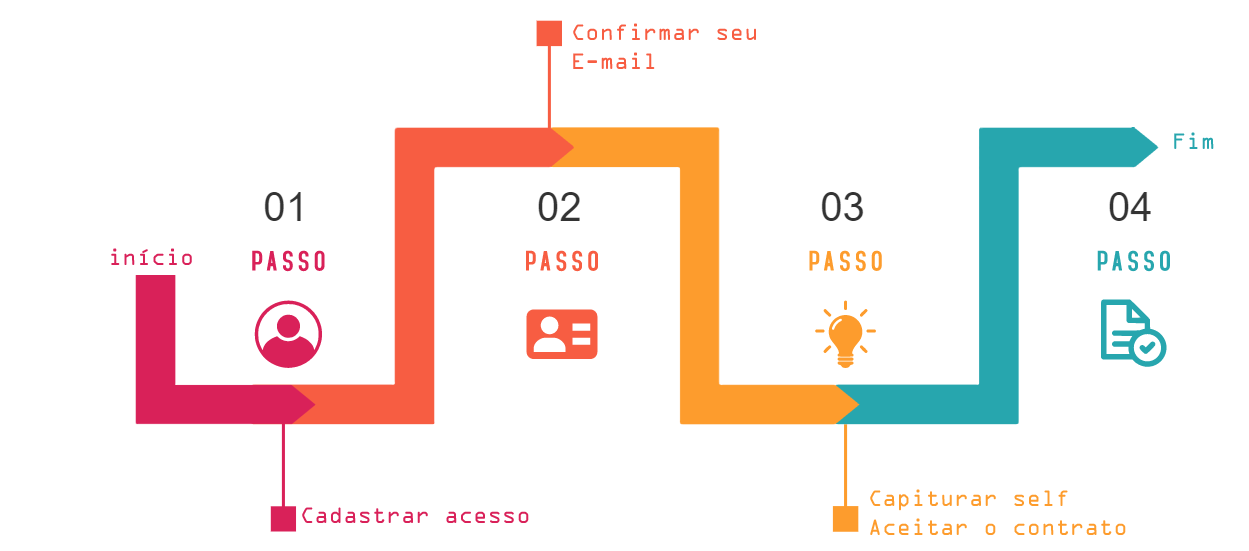 Confirmar seu
E-mail
Fim
01
02
03
04
início
PASSO
PASSO
PASSO
PASSO
Cadastrar acesso
Capiturar self
Aceitar o contrato